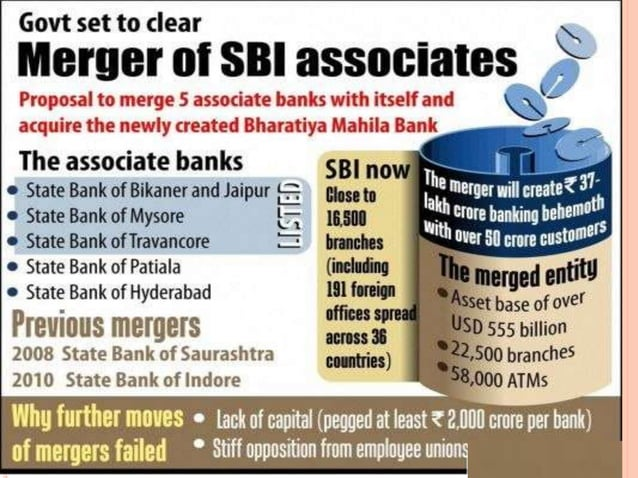 Govt set to clear
Merger of SBI associates
Proposal to merge 5 associate banks with itself and
acquire the newly created Bharatiya Mahila Bank
The associate banks
• State Bank of Bikaner and Jaipur
• State Bank of Mysore
• State Bank of Travancore
LISTED
• State Bank of Patiala
• State Bank of Hyderabad
Previous mergers
2008 State Bank of Saurashtra
2010 State Bank of Indore
SBI now
Close to
16,500
branches
(including
191 foreign
offices spread
across 36
countries)
The merger will create ₹ 37-
lakh crore banking behemoth
with over 50 crore customers
The merged entity
• Asset base of over
USD 555 billion
• 22,500 branches
• 58,000 ATMs
Why further moves
of mergers failed
• Lack of capital (pegged at least ₹ 2,000 crore per bank)
• Stiff opposition from employee unions